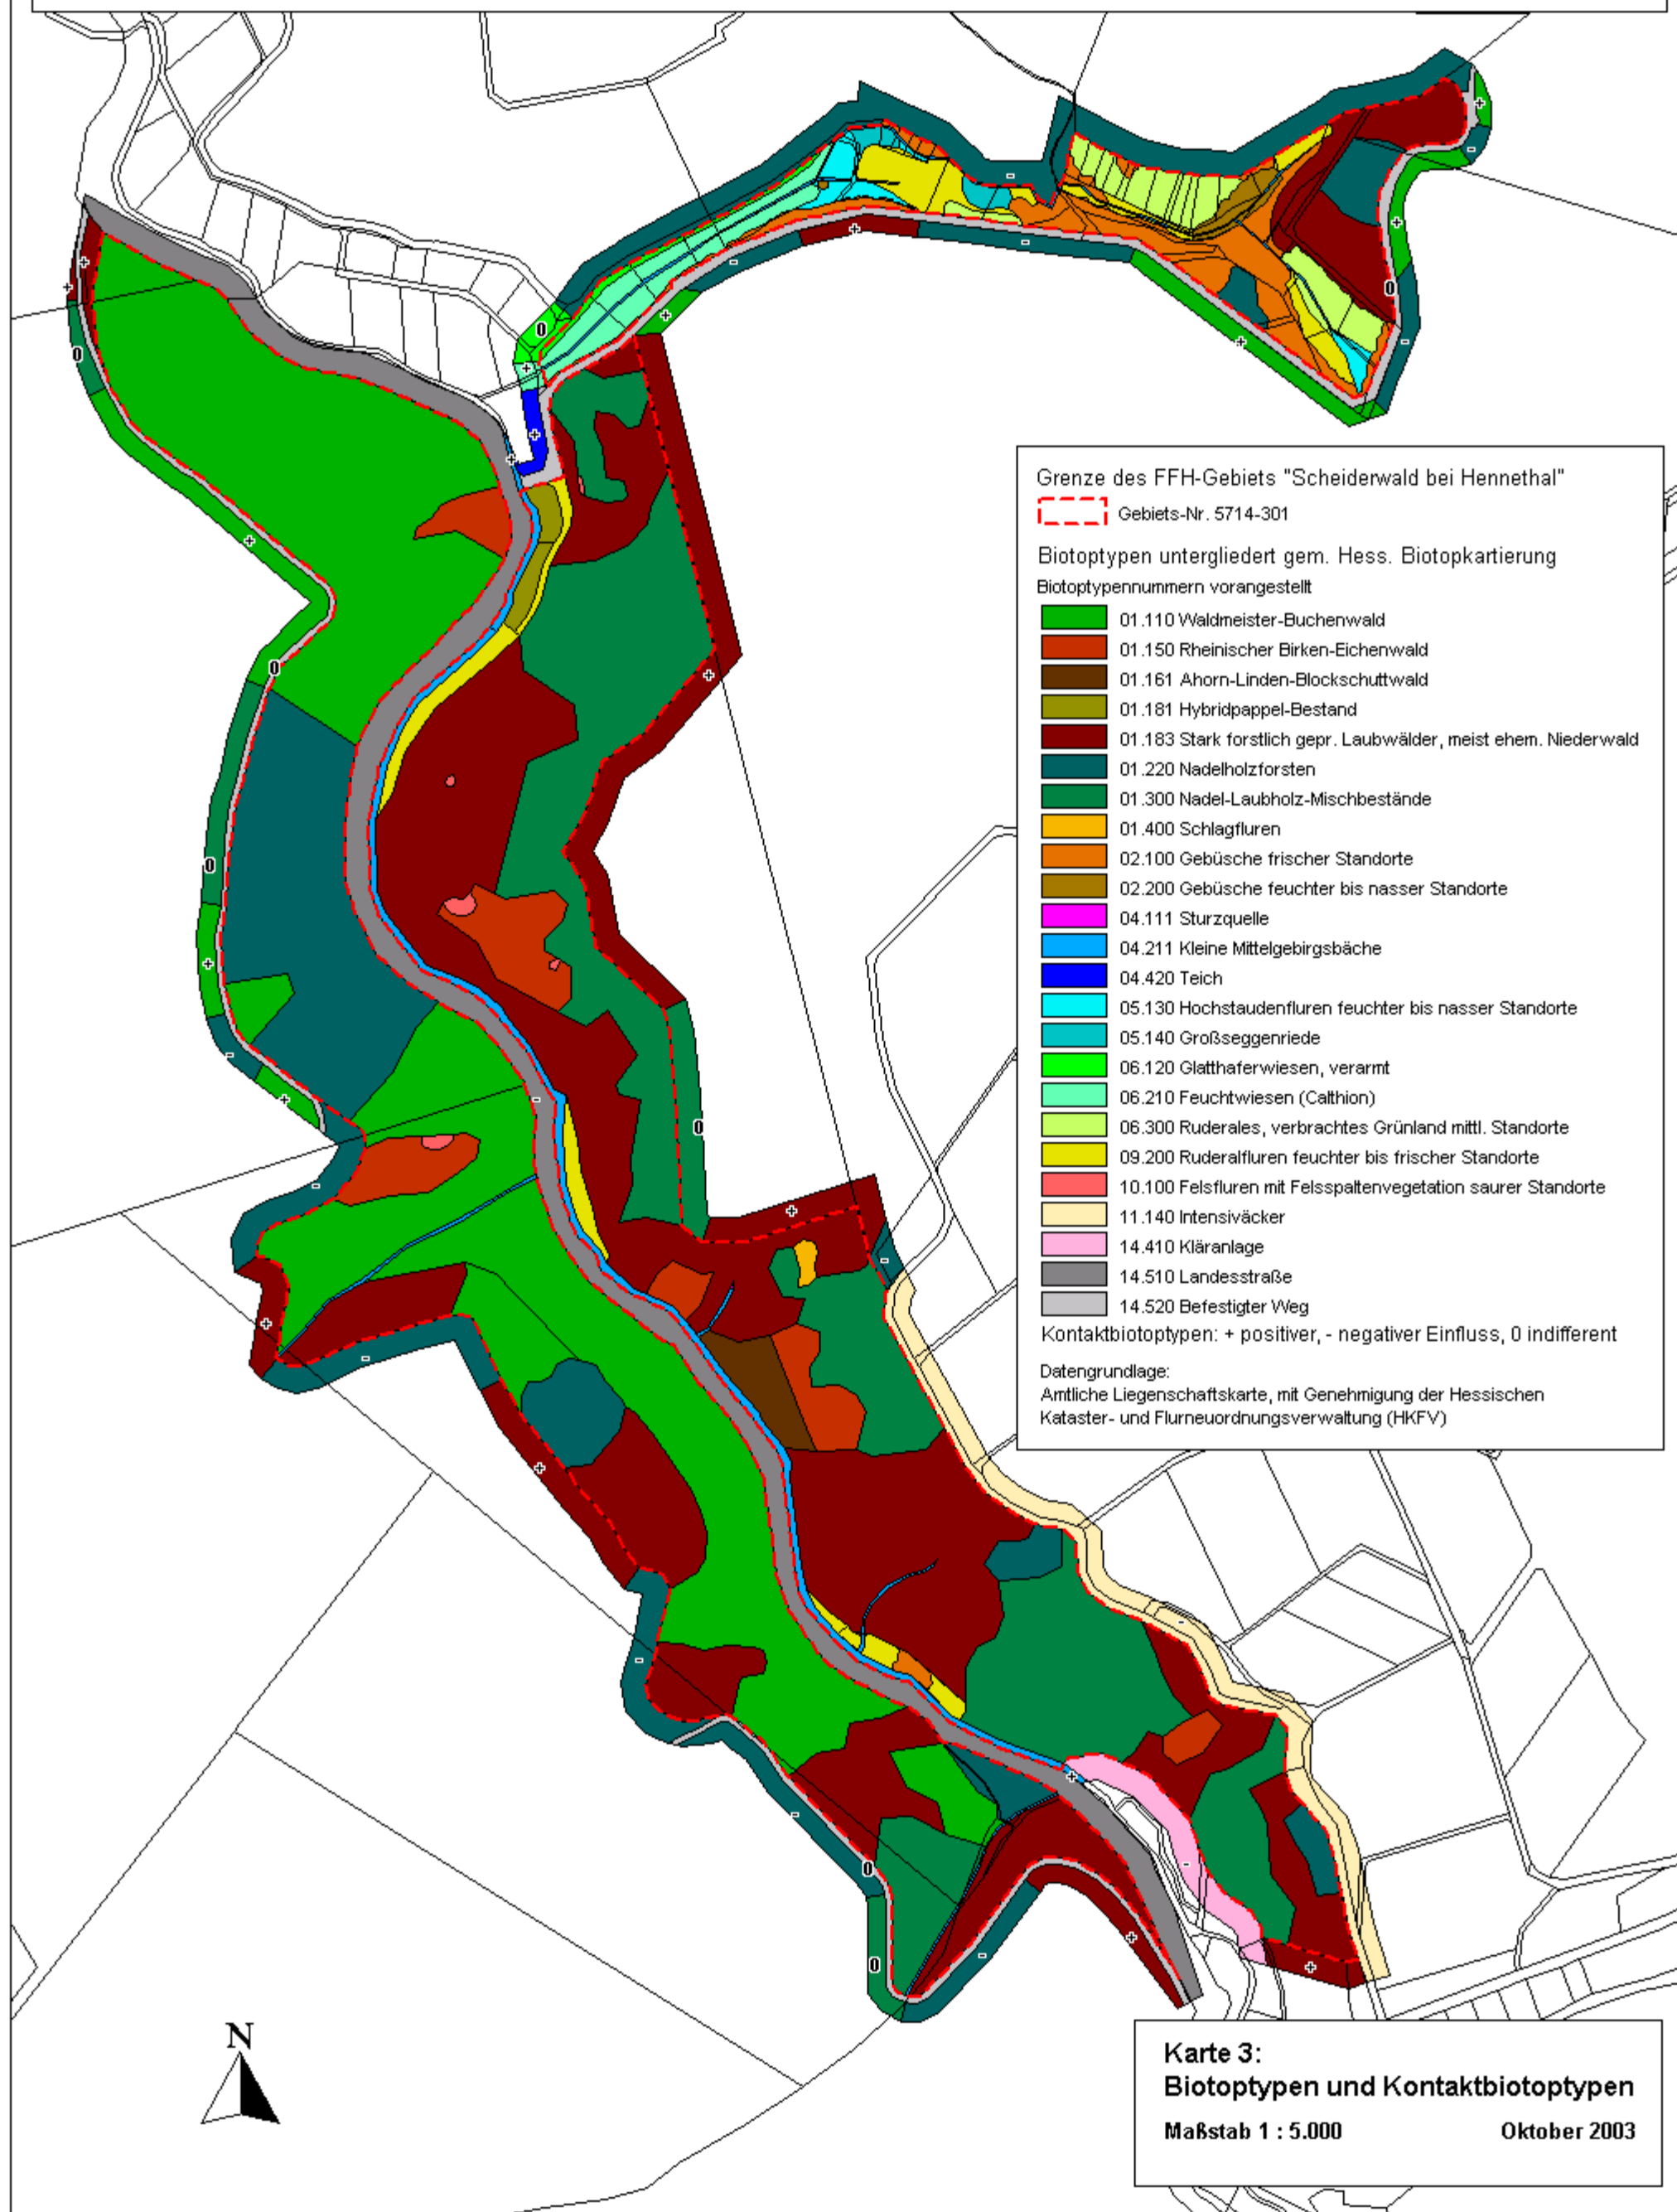 Grenze des FFH-Gebiets "Scheiderwald bei Hennethal"
Gebiets-Nr. 5714-301
Biotoptypen untergliedert gem. Hess. Biotopkartierung
Biotoptypennummern vorangestellt
01.110 Waldmeister-Buchenwald
01.150 Rheinischer Birken-Eichenwald
01.161 Ahorn-Linden-Blockschuttwald
01.181 Hybridpappel-Bestand
01.183 Stark forstlich gepr. Laubwälder, meist ehem. Niederwald
01.220 Nadelholzforsten
01.300 Nadel-Laubholz-Mischbestände
01.400 Schlagfluren
02.100 Gebüsche frischer Standorte
02.200 Gebüsche feuchter bis nasser Standorte
04.111 Sturzquelle
04.211 Kleine Mittelgebirgsbäche
04.420 Teich
05.130 Hochstaudenfluren feuchter bis nasser Standorte
05.140 Großseggenriede
06.120 Glatthaferwiesen, verarmt
06.210 Feuchtwiesen (Calthion)
06.300 Ruderales, verbrachtes Grünland mittl. Standorte
09.200 Ruderalfluren feuchter bis frischer Standorte
10.100 Felsfluren mit Felsspaltenvegetation saurer Standorte
11.140 Intensiväcker
14.410 Kläranlage
14.510 Landesstraße
14.520 Befestigter Weg
Kontaktbiotoptypen: + positiver, - negativer Einfluss, 0 indifferent
Datengrundlage:
Amtliche Liegenschaftskarte, mit Genehmigung der Hessischen
Kataster- und Flurneuordnungsverwaltung (HKFV)
N
Karte 3:
Biotoptypen und Kontaktbiotoptypen
Maßstab 1 : 5.000 Oktober 2003